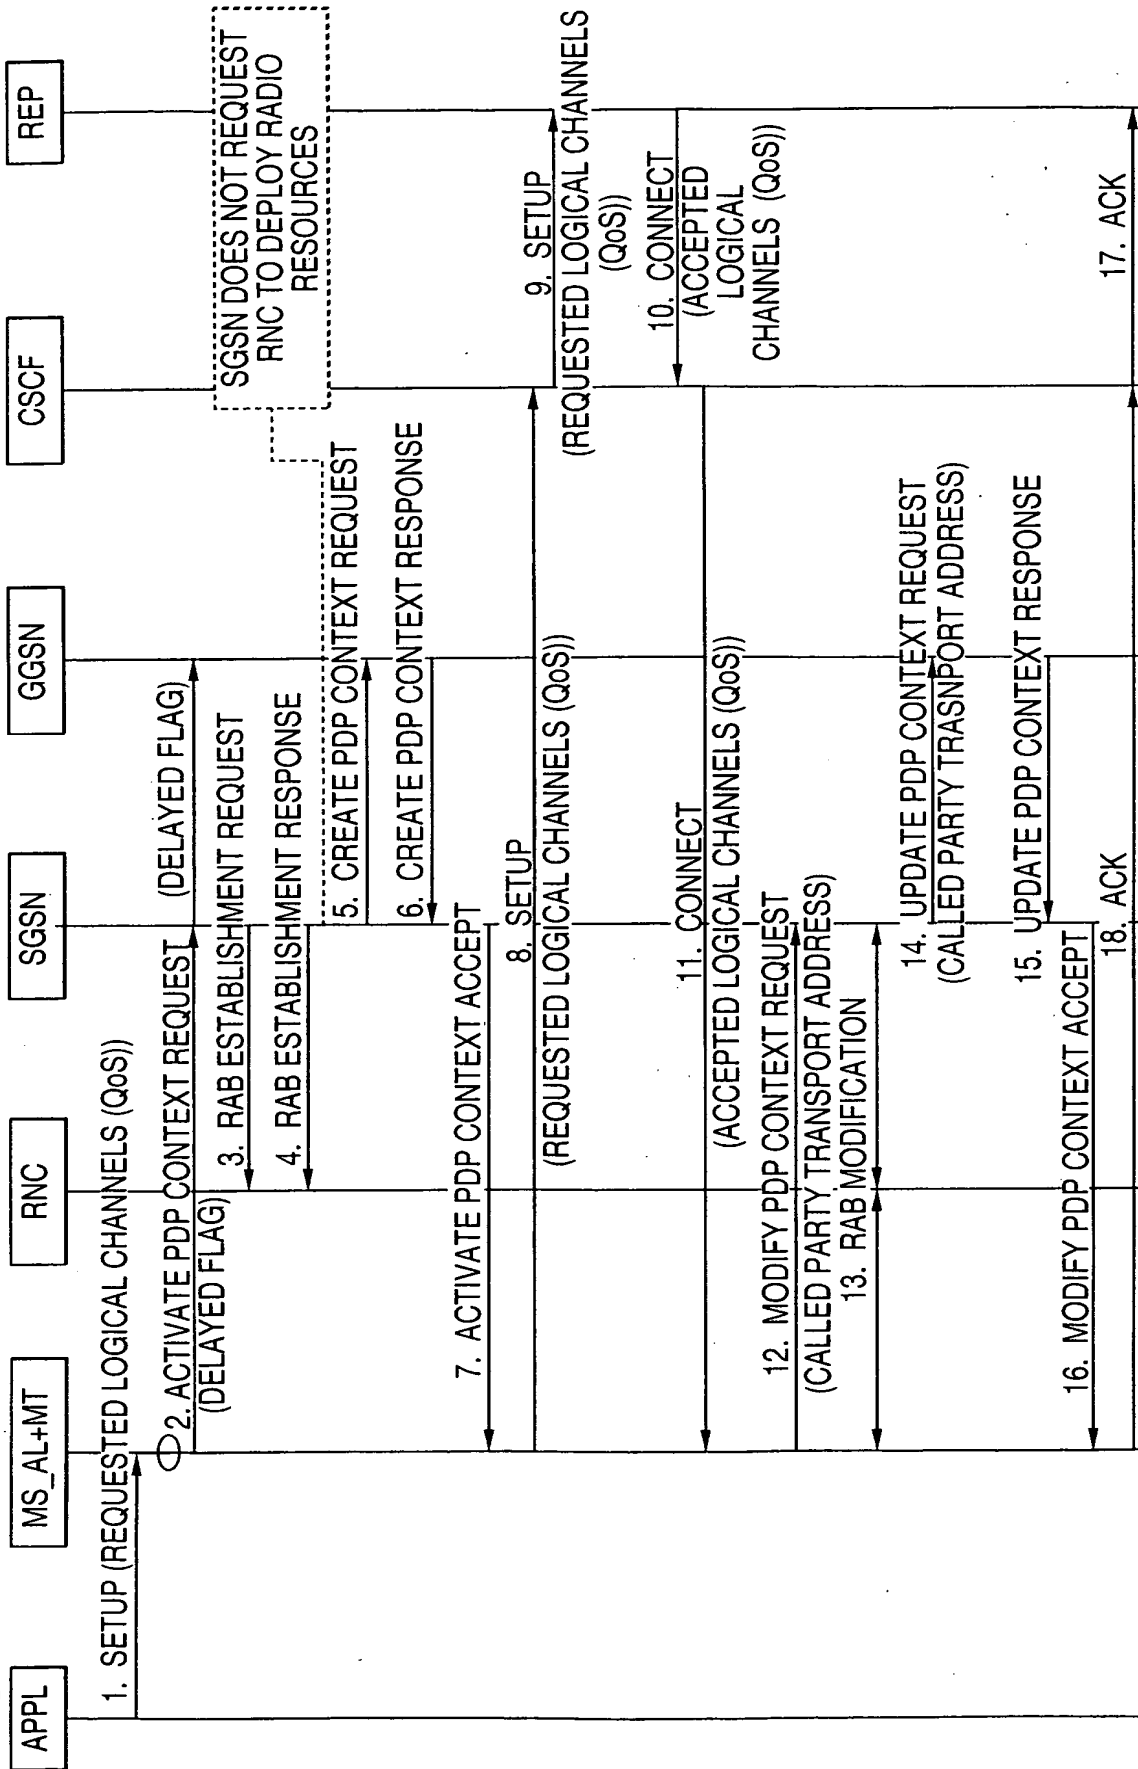 APPL
MS_AL+MT
RNC
SGSN
GGSN
CSCF
REP
1. SETUP (REQUESTED LOGICAL CHANNELS (QoS))
2. ACTIVATE PDP CONTEXT REQUEST
(DELAYED FLAG)
(DELAYED FLAG)
3. RAB ESTABLISHMENT REQUEST
4. RAB ESTABLISHMENT RESPONSE
SGSN DOES NOT REQUEST
RNC TO DEPLOY RADIO
RESOURCES
5. CREATE PDP CONTEXT REQUEST
6. CREATE PDP CONTEXT RESPONSE
7. ACTIVATE PDP CONTEXT ACCEPT
8. SETUP
(REQUESTED LOGICAL CHANNELS (QoS))
9. SETUP
(REQUESTED LOGICAL CHANNELS
(QoS))
10. CONNECT
(ACCEPTED
LOGICAL
CHANNELS (QoS))
11. CONNECT
(ACCEPTED LOGICAL CHANNELS (QoS))
12. MODIFY PDP CONTEXT REQUEST
(CALLED PARTY TRANSPORT ADDRESS)
13. RAB MODIFICATION
14. UPDATE PDP CONTEXT REQUEST
(CALLED PARTY TRASNPORT ADDRESS)
15. UPDATE PDP CONTEXT RESPONSE
16. MODIFY PDP CONTEXT ACCEPT
18. ACK
17. ACK